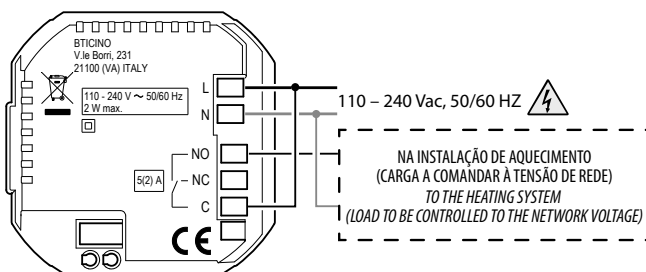 BTICINO
V.le Borri, 231
21100 (VA) ITALY
110 - 240 V ~ 50/60 Hz
2 W max.
L
N
NO
NC
C
5(2) A
CE
110 – 240 Vac, 50/60 HZ
NA INSTALAÇÃO DE AQUECIMENTO
(CARGA A COMANDAR À TENSÃO DE REDE)
TO THE HEATING SYSTEM
(LOAD TO BE CONTROLLED TO THE NETWORK VOLTAGE)